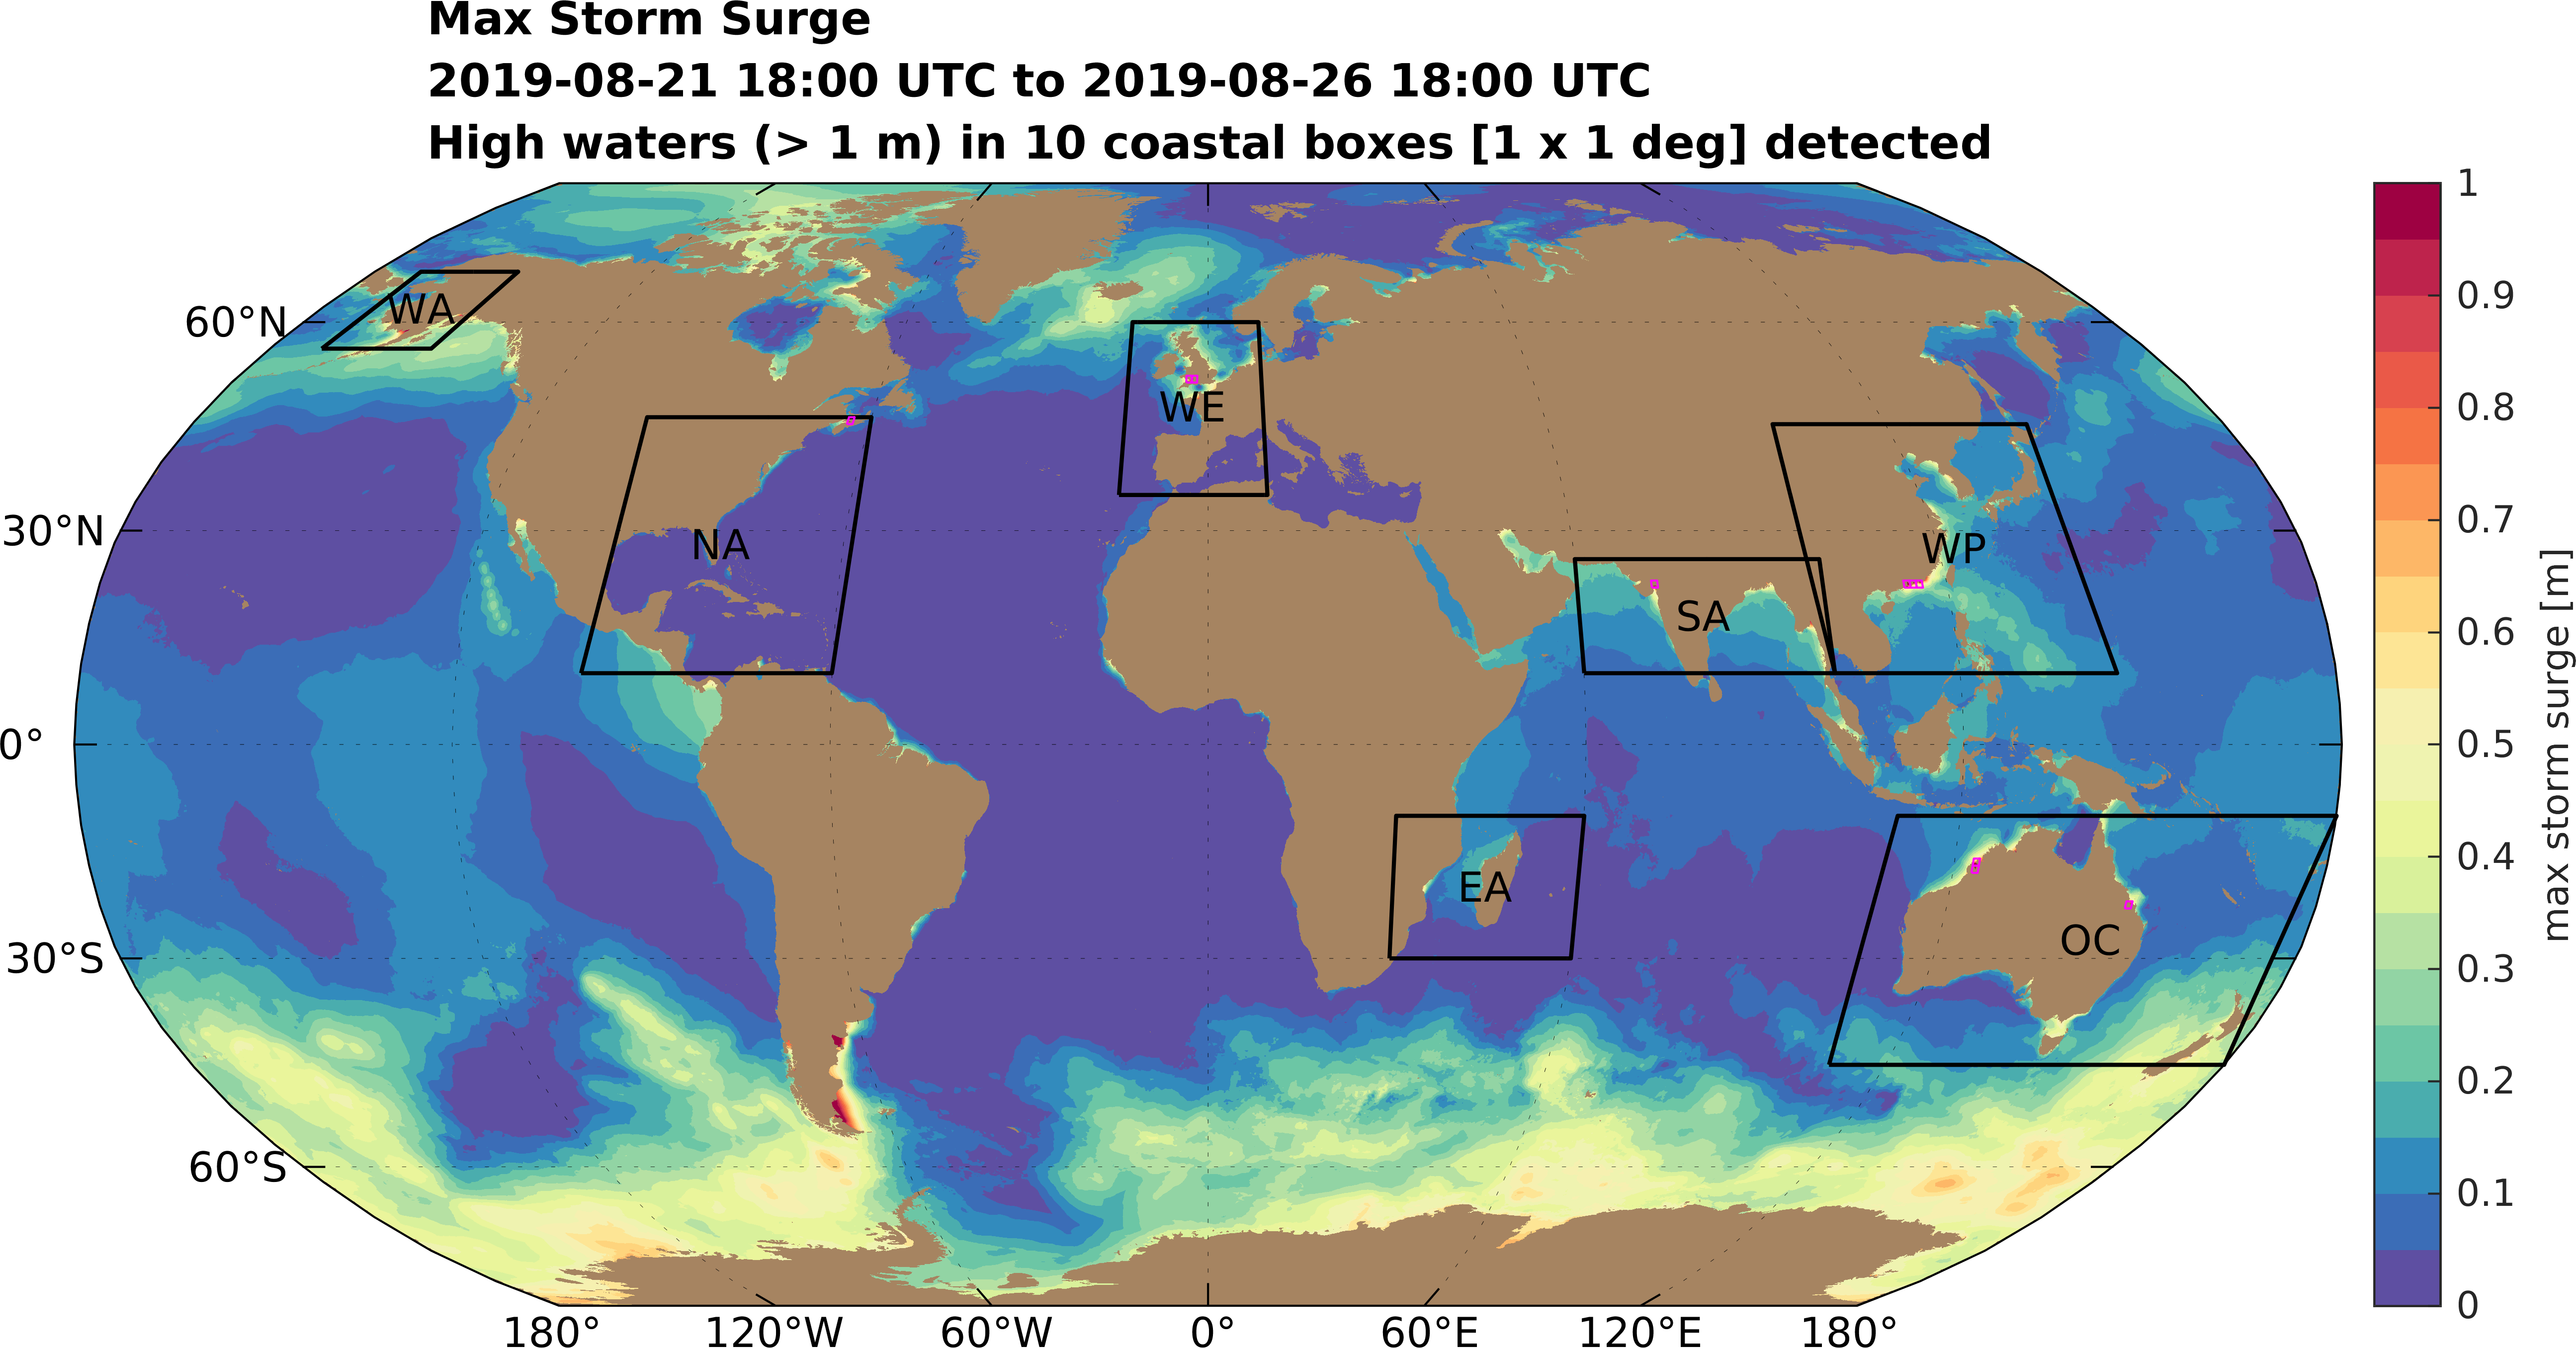 Max Storm Surge
2019-08-21 18:00 UTC to 2019-08-26 18:00 UTC
High waters (> 1 m) in 10 coastal boxes [1 x 1 deg] detected
60°N
30°N
0°
30°S
60°S
WA
NA
WE
SA
WP
EA
OC
180°
120°W
60°W
0°
60°E
120°E
180°
1
0.9
0.8
0.7
0.6
0.5
0.4
0.3
0.2
0.1
0
max storm surge [m]